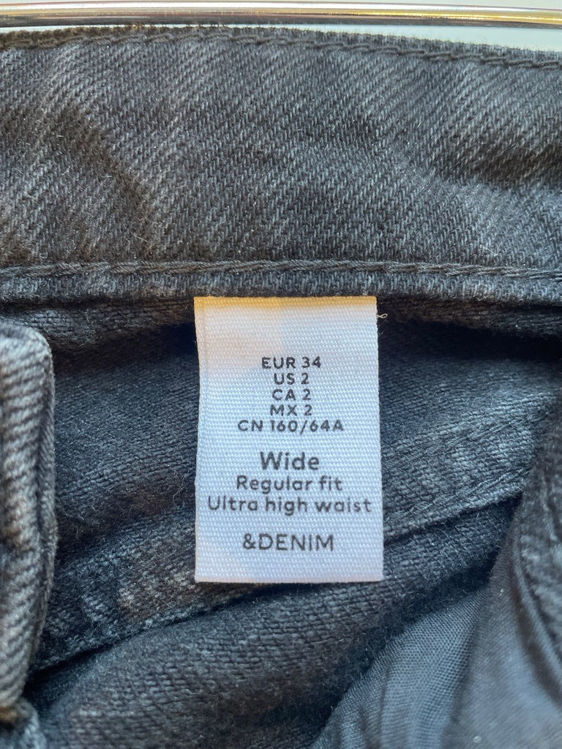 EUR 34
US 2
CA 2
MX 2
CN 160/64A
Wide
Regular fit
Ultra high waist
&DENIM